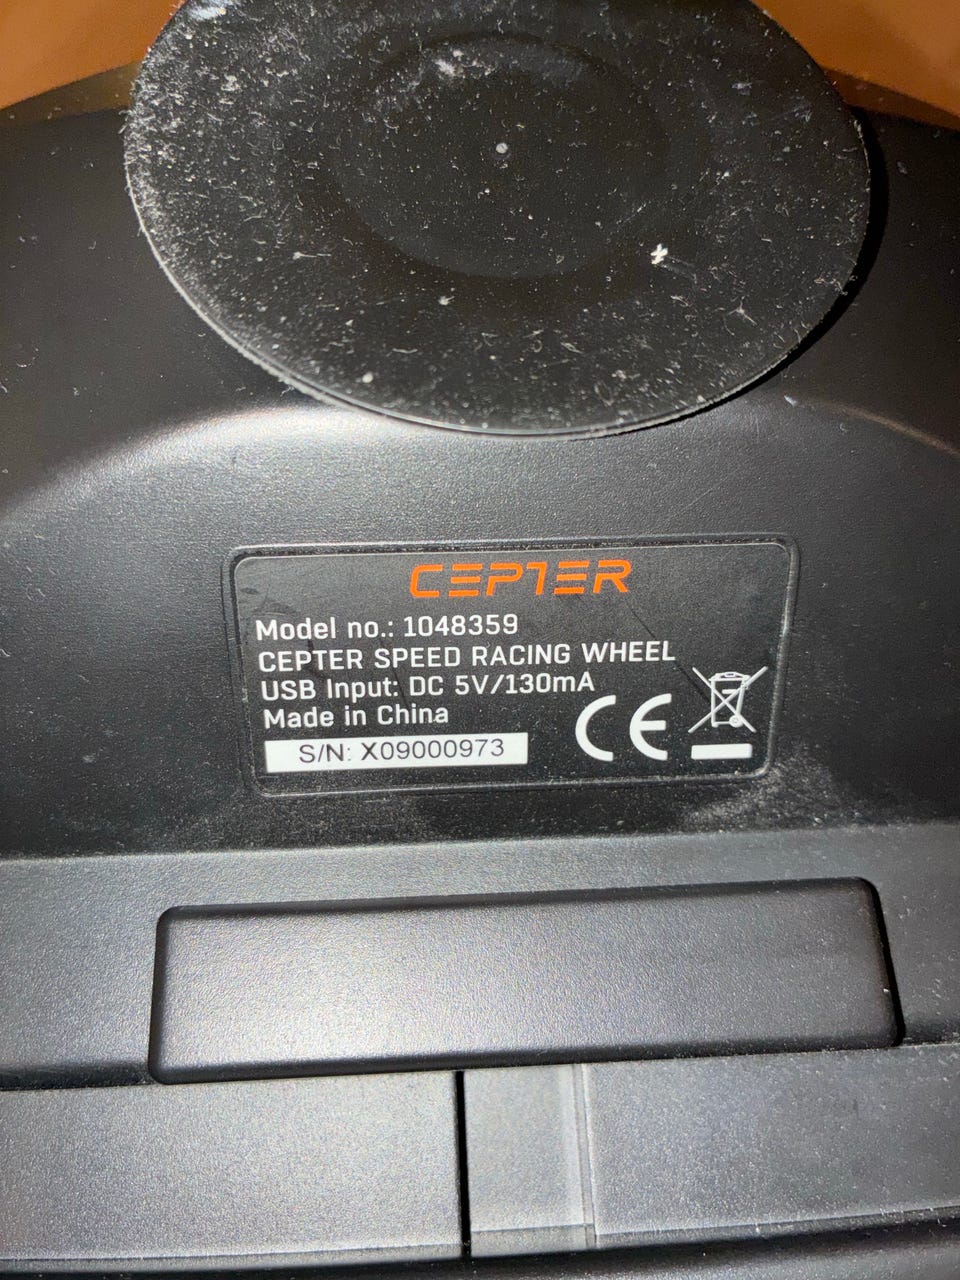 CEPTER
Model no.: 1048359
CEPTER SPEED RACING WHEEL
USB Input: DC 5V/130mA
Made in China
CE
S/N: X09000973